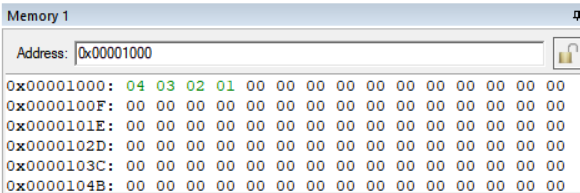 Memory 1
Address: 0x00001000
0x00001000: 04 03 02 01 00 00 00 00 00 00 00 00 00 00 00
0x0000100F: 00 00 00 00 00 00 00 00 00 00 00 00 00 00 00
0x0000101E: 00 00 00 00 00 00 00 00 00 00 00 00 00 00 00
0x0000102D: 00 00 00 00 00 00 00 00 00 00 00 00 00 00 00
0x0000103C: 00 00 00 00 00 00 00 00 00 00 00 00 00 00 00
0x0000104B: 00 00 00 00 00 00 00 00 00 00 00 00 00 00 00